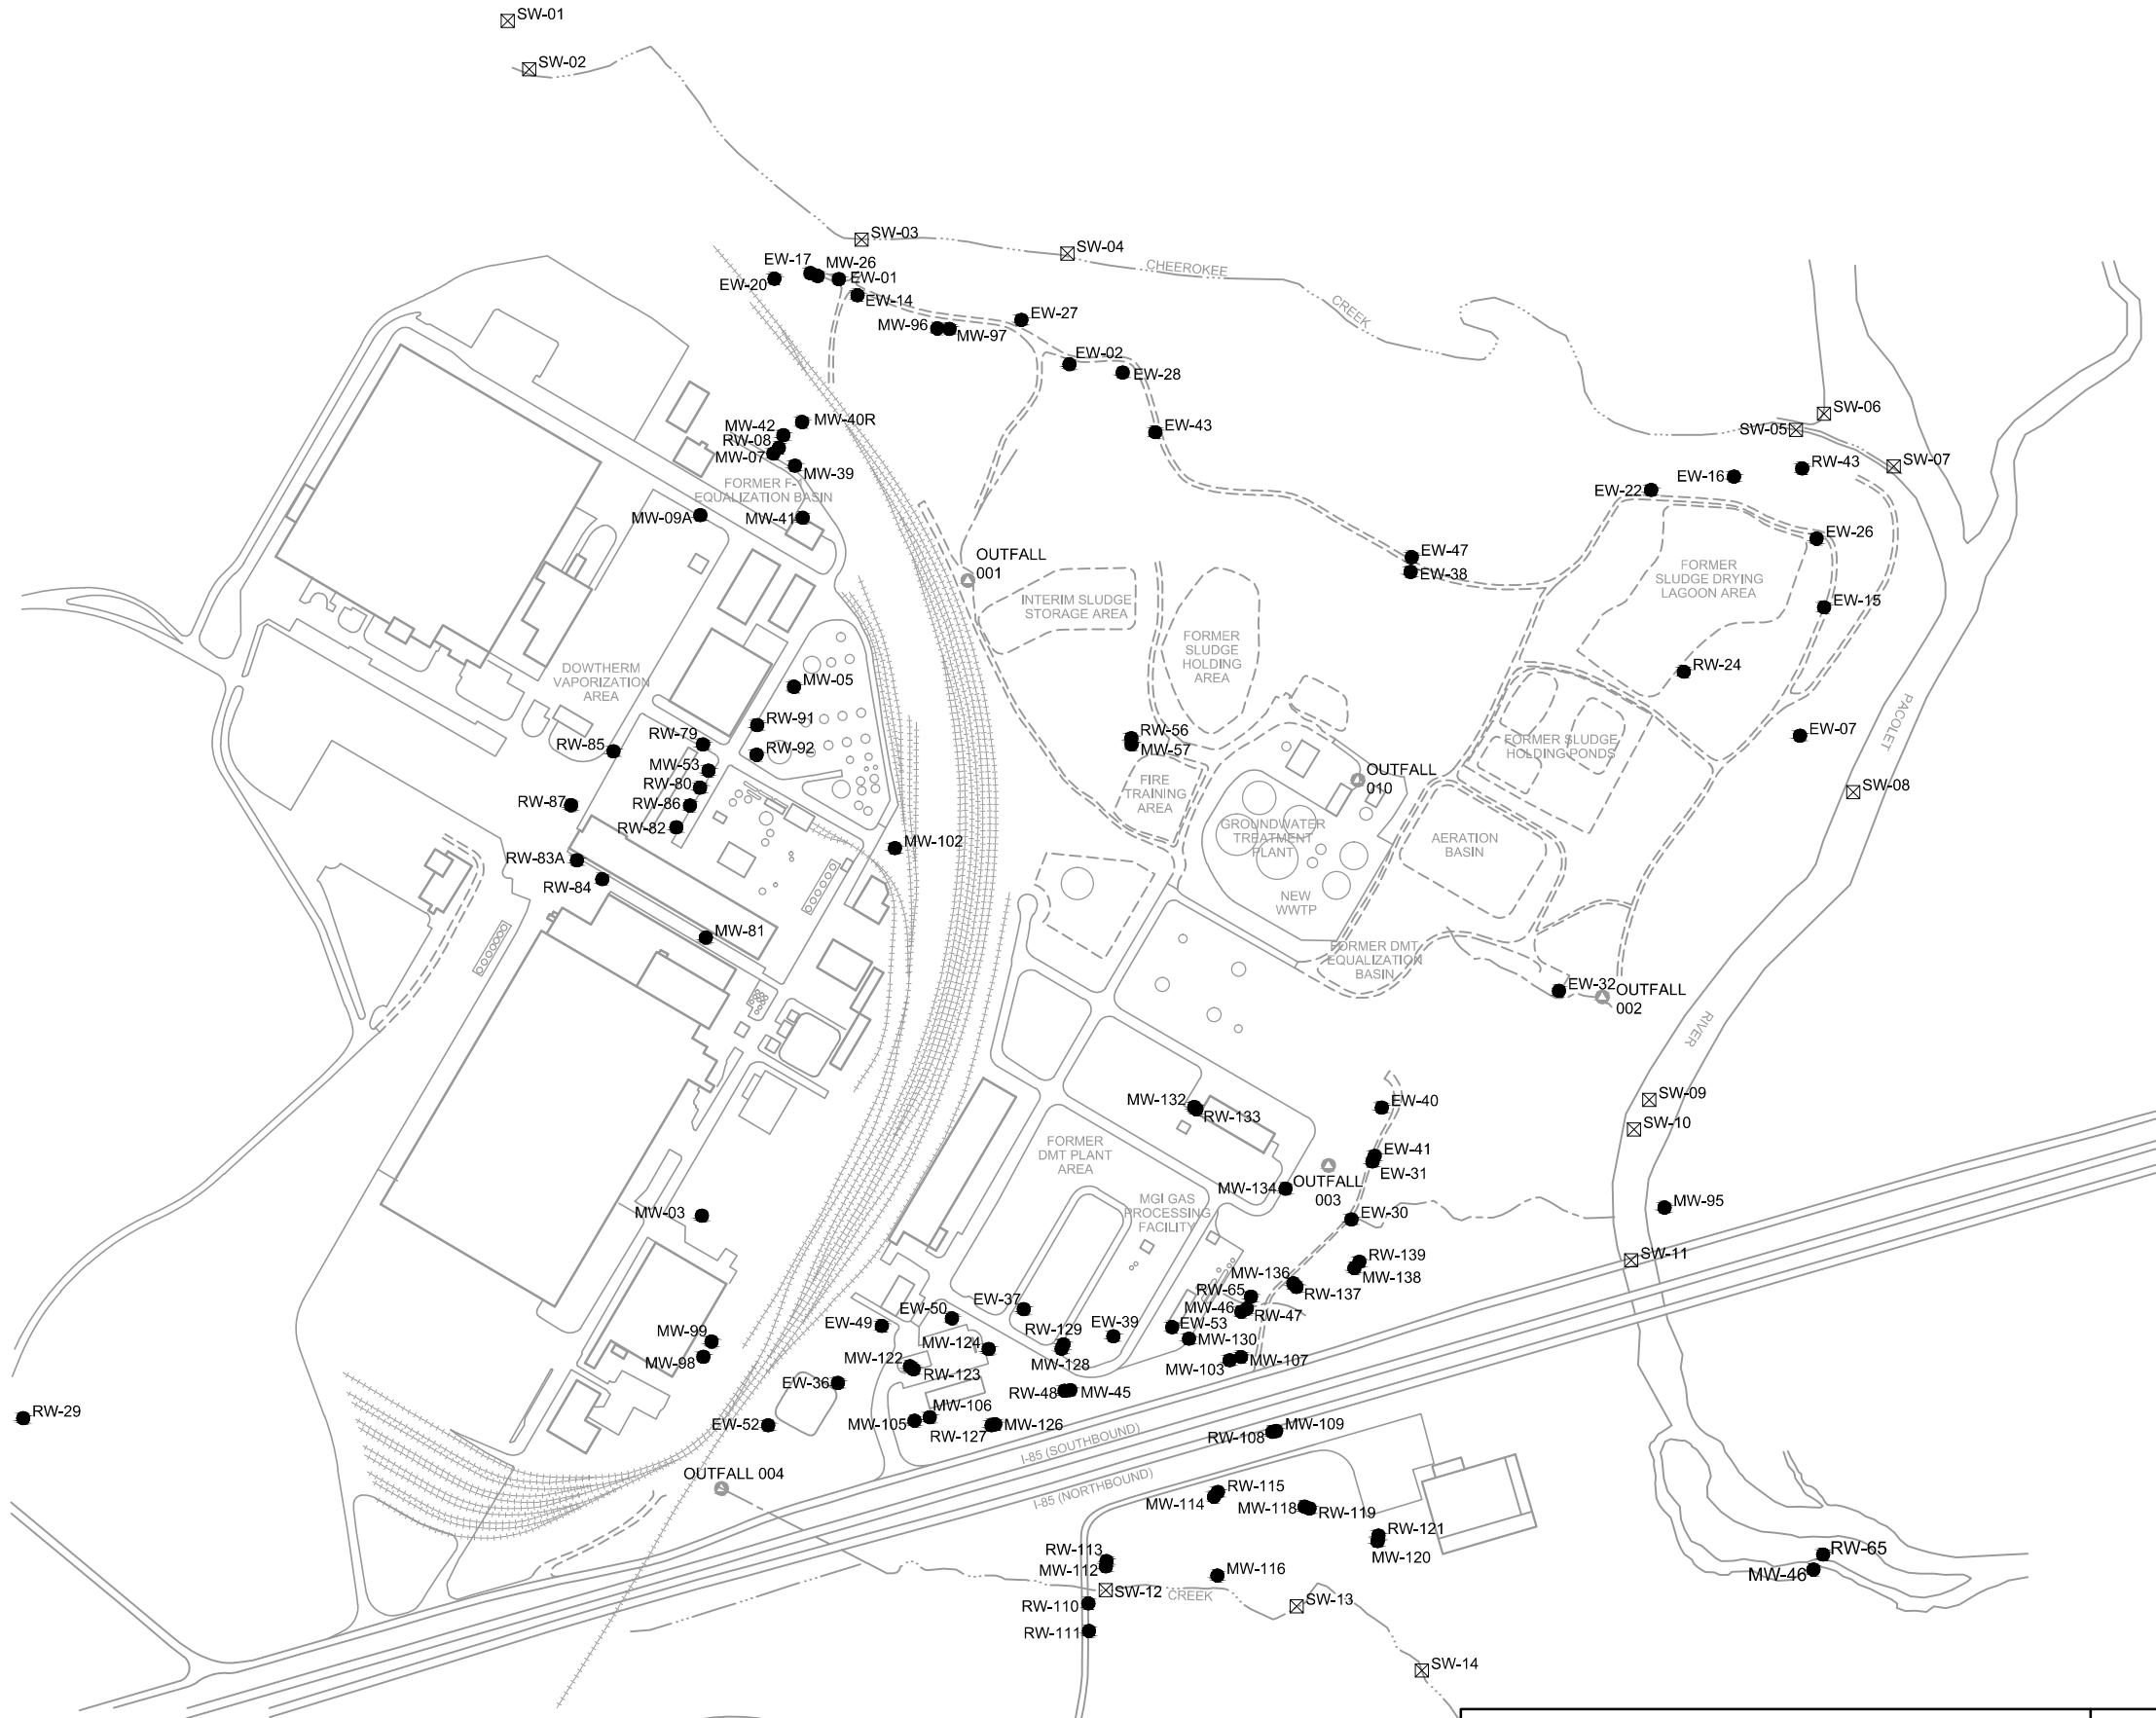 SW-01
SW-02
SW-03
SW-04
CHEEROKEE
CREEK
EW-17
MW-26
EW-20
EW-01
EW-14
MW-96
MW-97
EW-27
EW-02
EW-28
EW-43
SW-06
SW-05
SW-07
RW-43
EW-16
EW-22
MW-42
MW-40R
RW-08
MW-07
MW-39
FORMER F-1
EQUALIZATION BASIN
MW-09A
MW-41
OUTFALL
001
EW-47
EW-38
EW-26
FORMER
SLUDGE DRYING
LAGOON AREA
EW-15
INTERIM SLUDGE
STORAGE AREA
FORMER
SLUDGE
HOLDING
AREA
DOWTHERM
VAPORIZATION
AREA
MW-05
RW-24
RW-91
RW-79
RW-85
RW-92
MW-53
RW-80
RW-87
RW-86
RW-82
RW-56
MW-57
FORMER SLUDGE
HOLDING PONDS
EW-07
PACOLET
OUTFALL
010
FIRE
TRAINING
AREA
SW-08
GROUNDWATER
TREATMENT
PLANT
AERATION
BASIN
MW-102
RW-83A
RW-84
NEW
WWTP
MW-81
FORMER DMT
EQUALIZATION
BASIN
EW-32
OUTFALL
002
RIVER
SW-09
SW-10
MW-132
RW-133
EW-40
FORMER
DMT PLANT
AREA
EW-41
EW-31
MW-134
OUTFALL
003
MGI GAS
PROCESSING
FACILITY
MW-95
MW-03
EW-30
SW-11
RW-139
MW-138
MW-136
RW-137
RW-65
MW-46
RW-47
EW-37
EW-50
EW-49
EW-53
RW-129
EW-39
MW-130
MW-99
MW-124
MW-98
MW-122
RW-123
MW-128
MW-103
MW-107
EW-36
RW-48
MW-45
RW-29
MW-106
EW-52
MW-105
RW-127
MW-126
I-85 (SOUTHBOUND)
MW-109
RW-108
OUTFALL 004
I-85 (NORTHBOUND)
RW-115
MW-114
MW-118
RW-119
RW-121
MW-120
RW-113
MW-112
MW-116
RW-65
MW-46
SW-12
CREEK
RW-110
SW-13
RW-111
SW-14